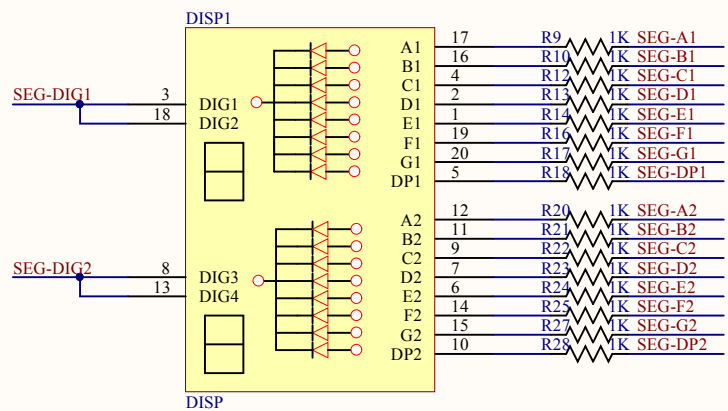 DISP1
A1 17 R9 1K SEG-A1
B1 16 R10 1K SEG-B1
C1 4 R12 1K SEG-C1
SEG-DIG1 3 DIG1 D1 2 R13 1K SEG-D1
18 DIG2 E1 1 R14 1K SEG-E1
F1 19 R16 1K SEG-F1
G1 20 R17 1K SEG-G1
DP1 5 R18 1K SEG-DP1
A2 12 R20 1K SEG-A2
B2 11 R21 1K SEG-B2
C2 9 R22 1K SEG-C2
SEG-DIG2 8 DIG3 D2 7 R23 1K SEG-D2
13 DIG4 E2 6 R24 1K SEG-E2
F2 14 R25 1K SEG-F2
G2 15 R27 1K SEG-G2
DP2 10 R28 1K SEG-DP2
DISP